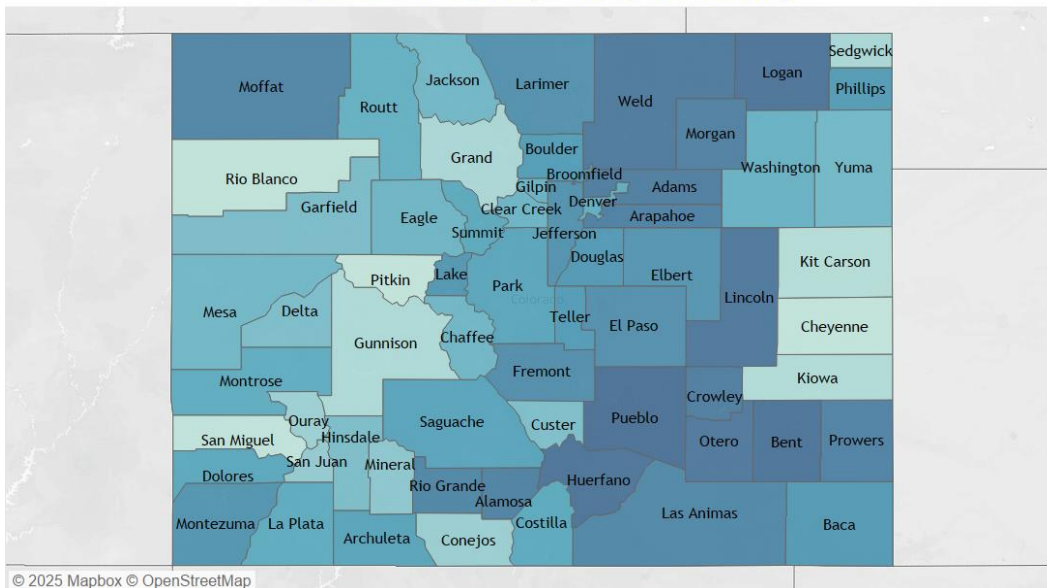 Sedgwick
Logan
Moffat
Jackson
Larimer
Phillips
Weld
Routt
Morgan
Boulder
Grand
Washington
Yuma
Broomfield
Rio Blanco
Gilpin
Adams
Denver
Garfield
Clear Creek
Eagle
Arapahoe
Summit
Jefferson
Douglas
Kit Carson
Lake
Elbert
Pitkin
Park
Lincoln
Colorado
Mesa
Delta
Teller
El Paso
Cheyenne
Chaffee
Gunnison
Fremont
Kiowa
Montrose
Crowley
Pueblo
Ouray
Saguache
Custer
Hinsdale
San Miguel
Otero
Bent
Prowers
San Juan
Mineral
Dolores
Huerfano
Rio Grande
Alamosa
Las Animas
Montezuma
La Plata
Costilla
Baca
Archuleta
Conejos
© 2025 Mapbox © OpenStreetMap